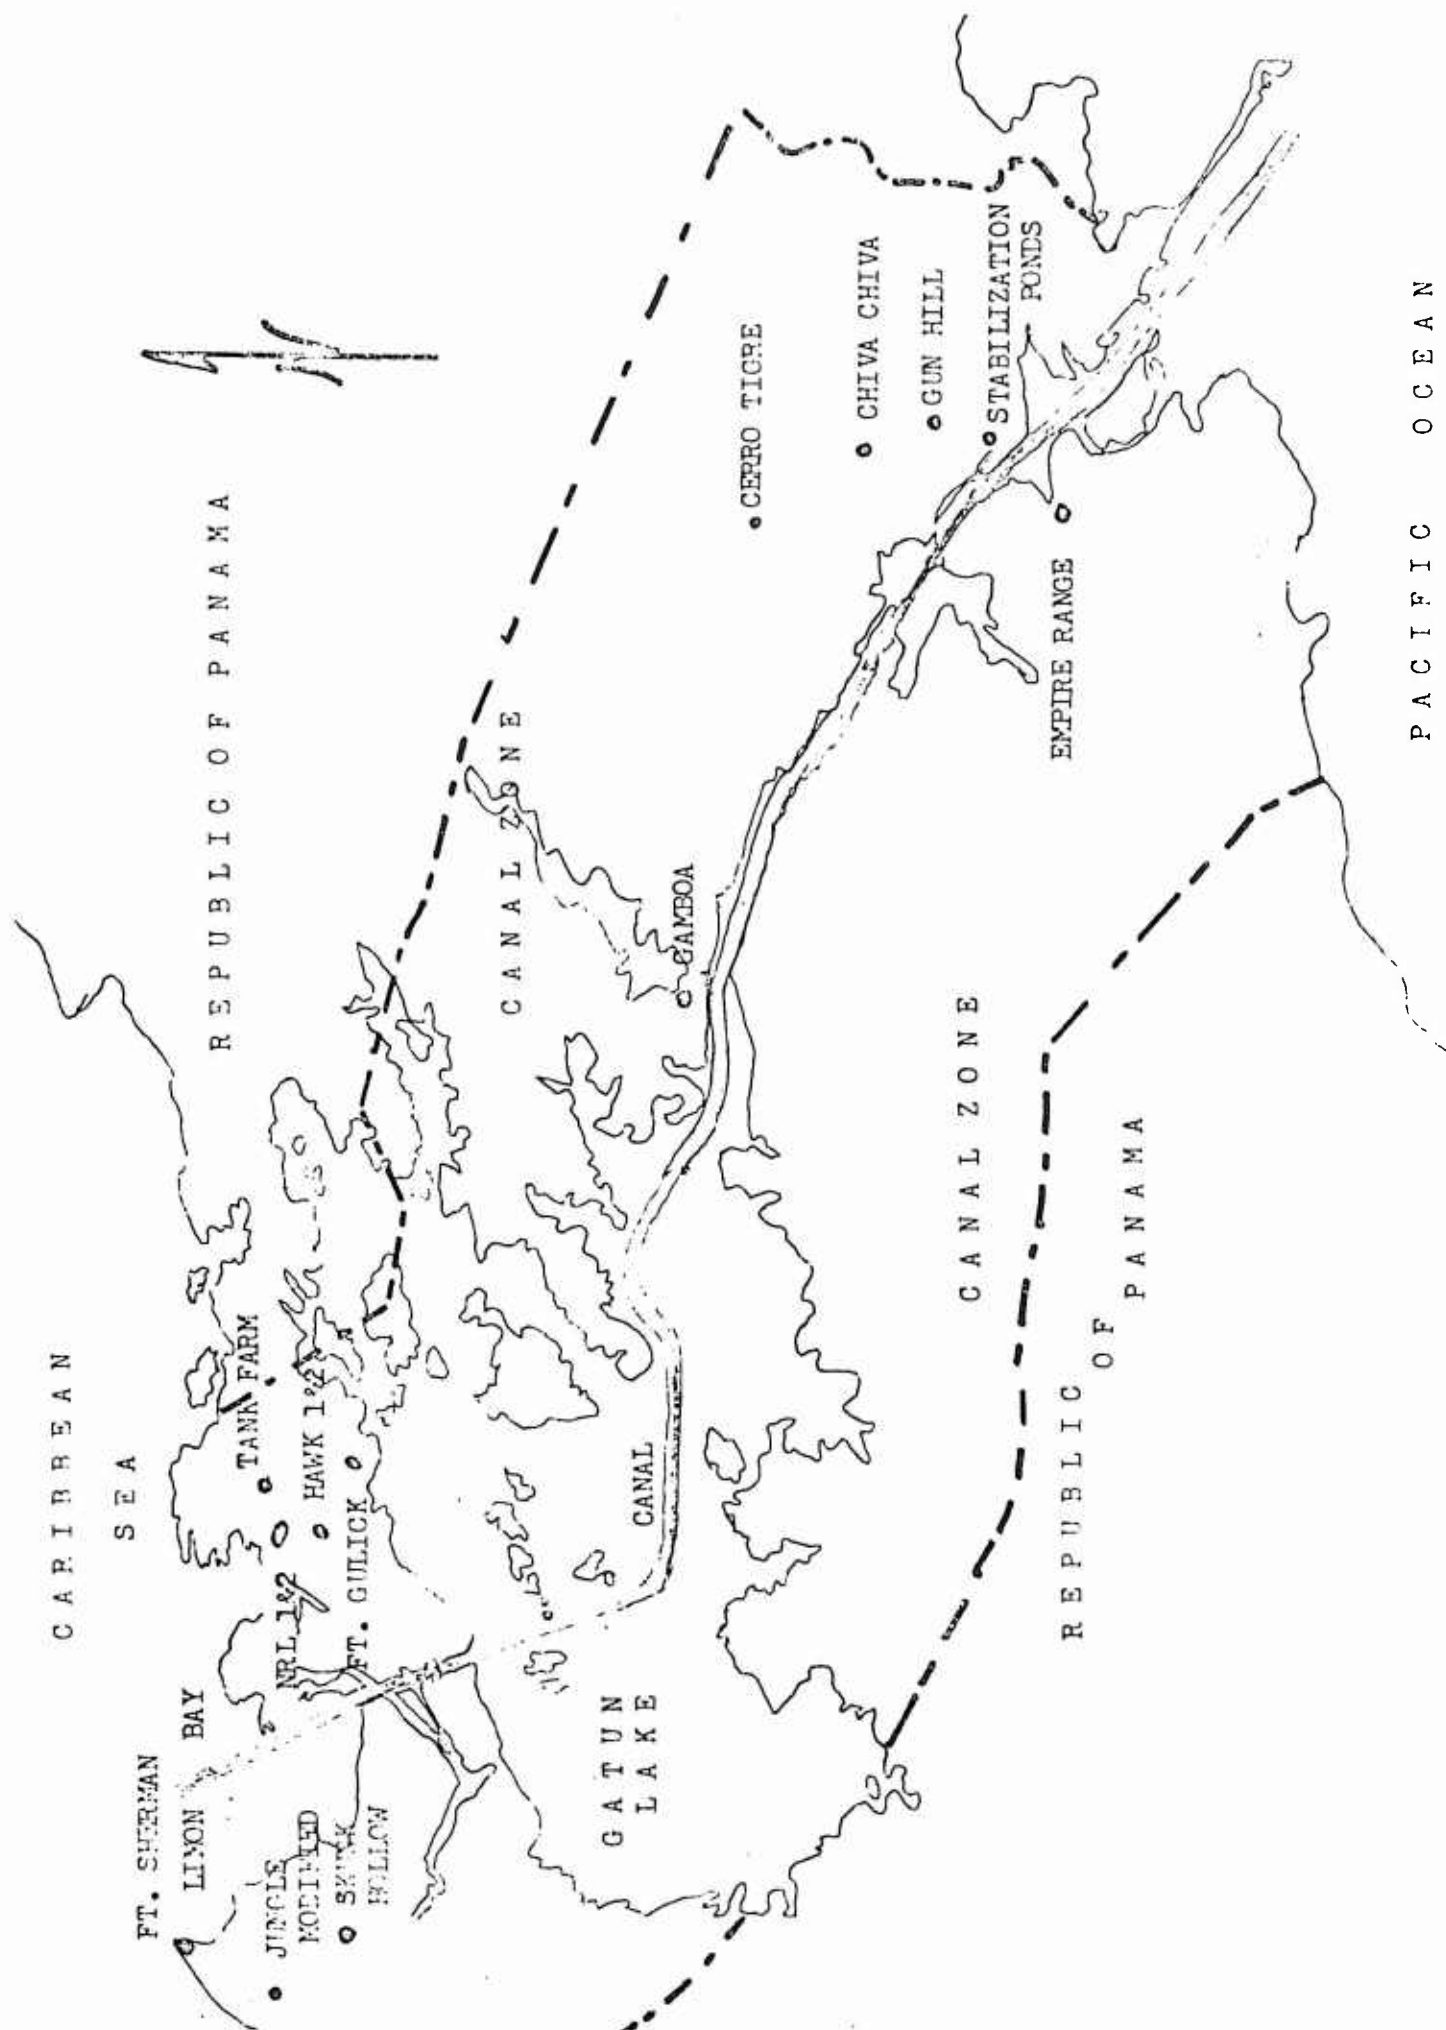 CARIBBEAN
SEA
REPUBLIC OF PANAMA
FT. SHERMAN
LIMON BAY
TANK FARM
NRL 1&2
HAWK 1&2
FT. GULICK
JUNGLE
MODIFIED
SKUNK
HOLLOW
CANAL ZONE
GATUN
LAKE
CANAL
GAMBOA
CERRO TIGRE
CHIVA CHIVA
GUN HILL
STABILIZATION
PONDS
EMPIRE RANGE
CANAL ZONE
REPUBLIC
OF
PANAMA
PACIFIC OCEAN